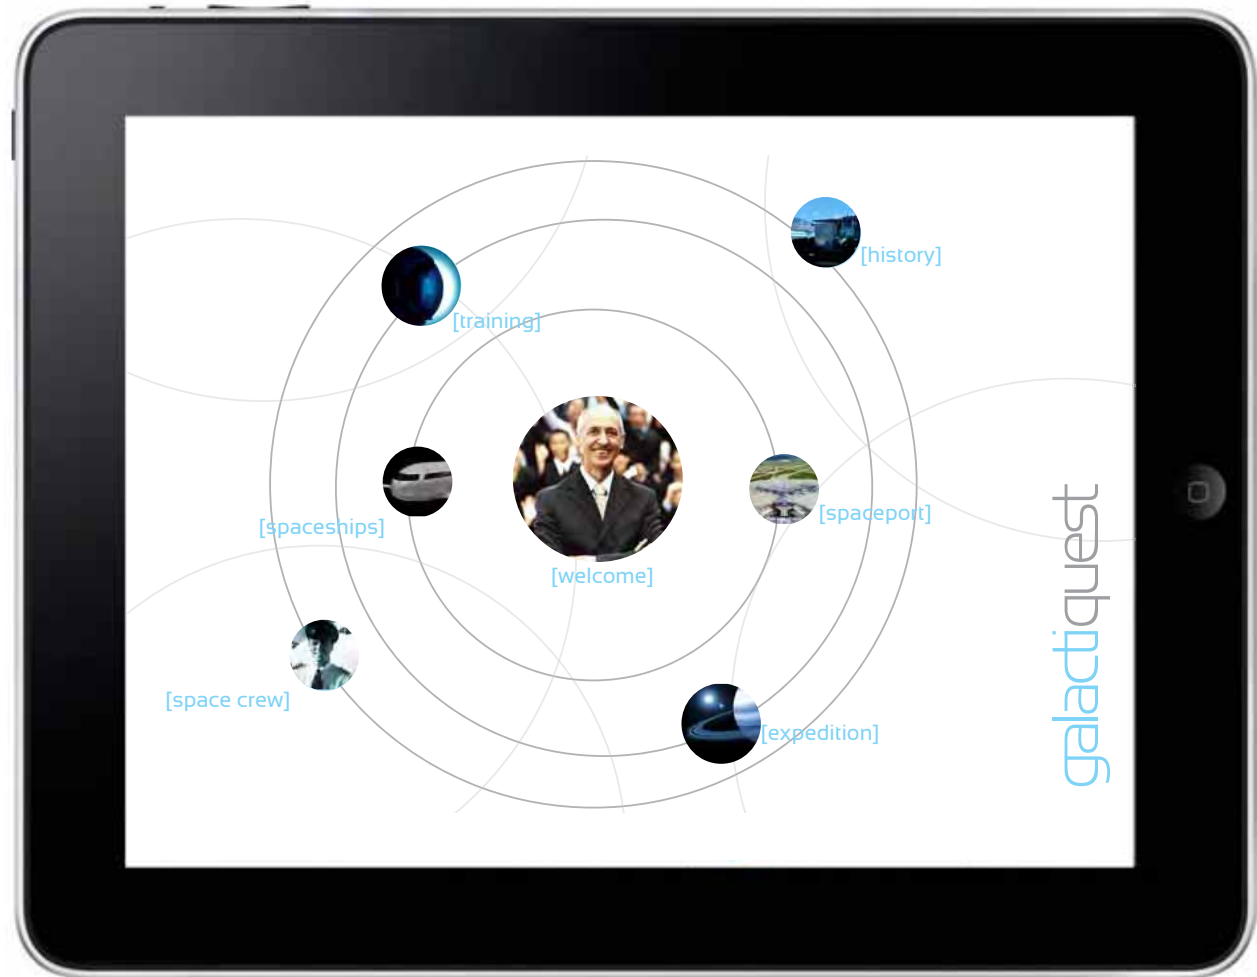 [history]
[training]
[spaceships]
[spaceport]
[welcome]
[space crew]
[expedition]
galactiquest